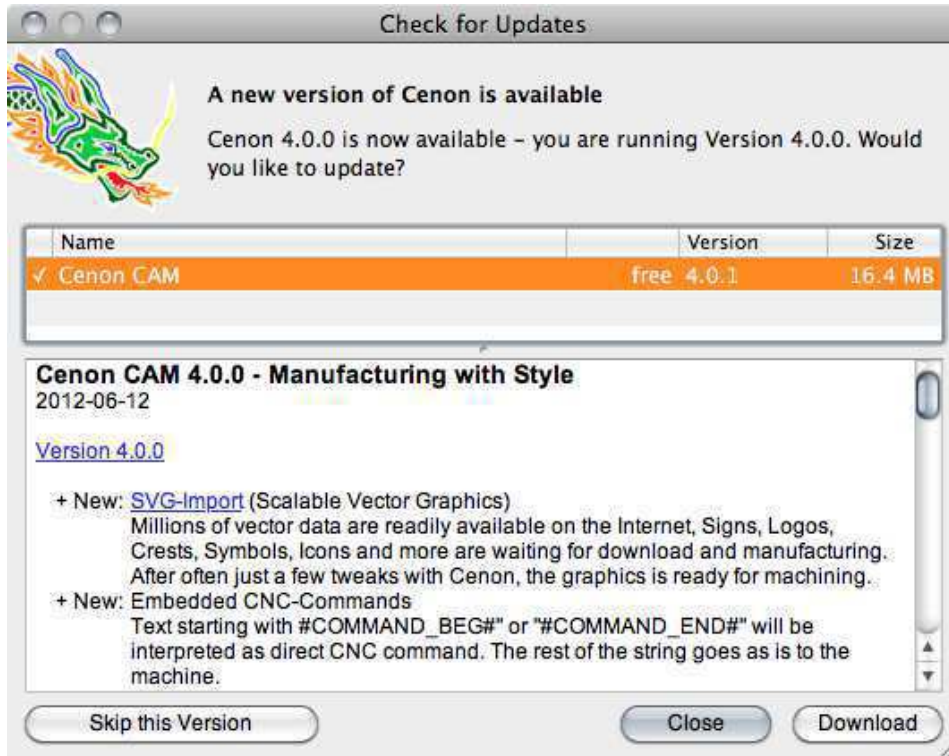 Check for Updates
A new version of Cenon is available
Cenon 4.0.0 is now available – you are running Version 4.0.0. Would
you like to update?
Name Version Size
✓ Cenon CAM free 4.0.1 16.4 MB
Cenon CAM 4.0.0 - Manufacturing with Style
2012-06-12
Version 4.0.0
+ New: SVG-Import (Scalable Vector Graphics)
Millions of vector data are readily available on the Internet, Signs, Logos,
Crests, Symbols, Icons and more are waiting for download and manufacturing.
After often just a few tweaks with Cenon, the graphics is ready for machining.
+ New: Embedded CNC-Commands
Text starting with #COMMAND_BEG#" or "#COMMAND_END#" will be
interpreted as direct CNC command. The rest of the string goes as is to the
machine.
Skip this Version Close Download